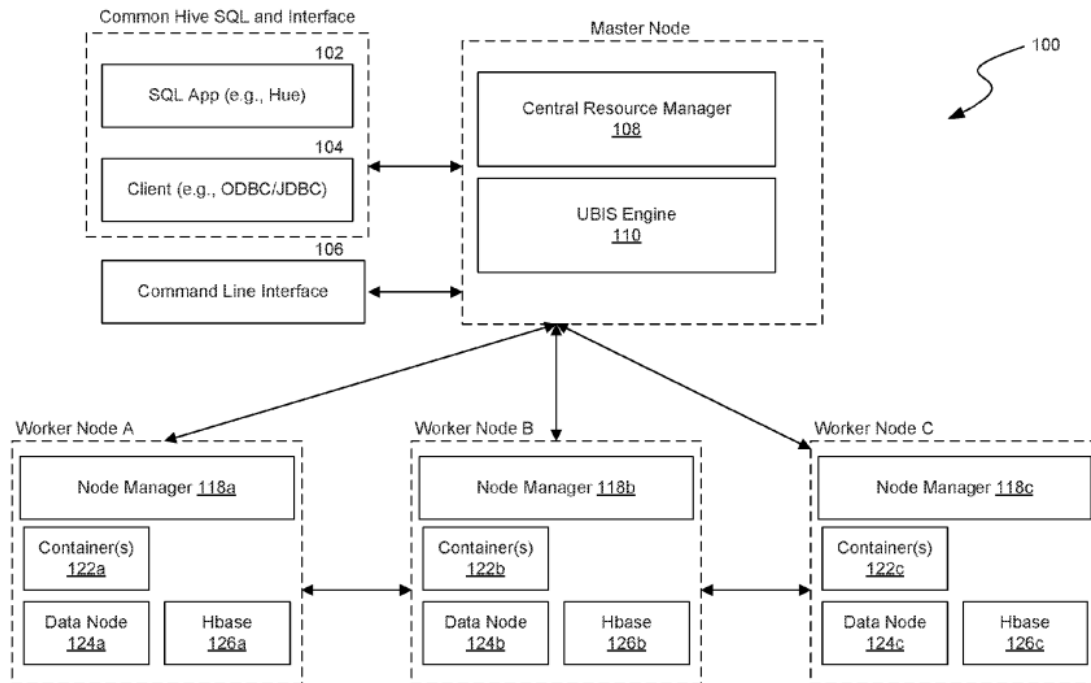 Common Hive SQL and Interface
102
SQL App (e.g., Hue)
104
Client (e.g., ODBC/JDBC)
106
Command Line Interface
Master Node
Central Resource Manager
108
UBIS Engine
110
100
Worker Node A
Node Manager 118a
Container(s)
122a
Data Node
124a
Hbase
126a
Worker Node B
Node Manager 118b
Container(s)
122b
Data Node
124b
Hbase
126b
Worker Node C
Node Manager 118c
Container(s)
122c
Data Node
124c
Hbase
126c